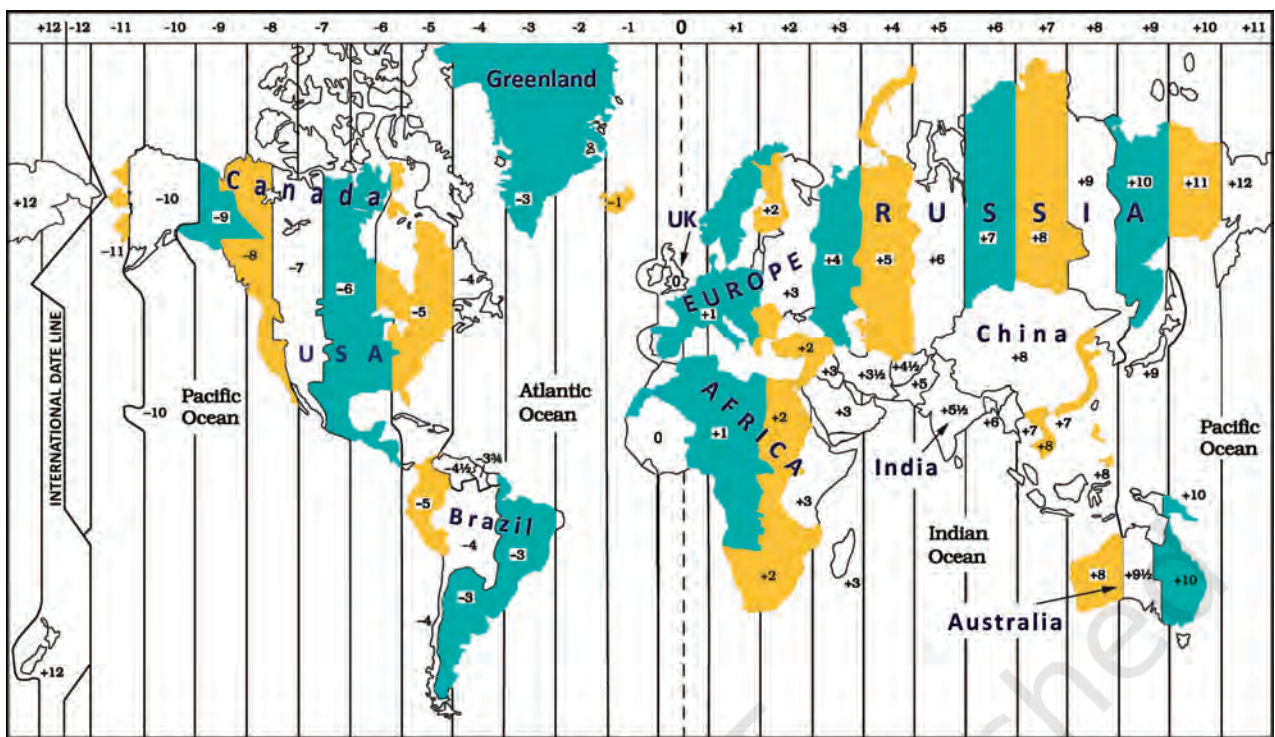 +12 -12 -11 -10 -9 -8 -7 -6 -5 -4 -3 -2 -1 0 +1 +2 +3 +4 +5 +6 +7 +8 +9 +10 +11
Greenland
Canada
+12
-10
-9
-3
-1
UK
+2
RUSSIA
+9
+10
+11
+12
-11
-8
-7
-6
-4
-5
0
EUROPE
+1
+3
+4
+5
+6
+7
+8
INTERNATIONAL DATE LINE
USA
China
+8
+2
+3
+3½
+4½
+5
+9
Pacific
Ocean
Atlantic
Ocean
-10
AFRICA
0
+1
+2
+3
+5½
+6
+7
+8
+7
India
Pacific
Ocean
-4½
-3¾
-5
Brazil
-4
-3
+3
+8
+10
Indian
Ocean
-3
-4
+2
+3
+8
+9½
+10
Australia
+12